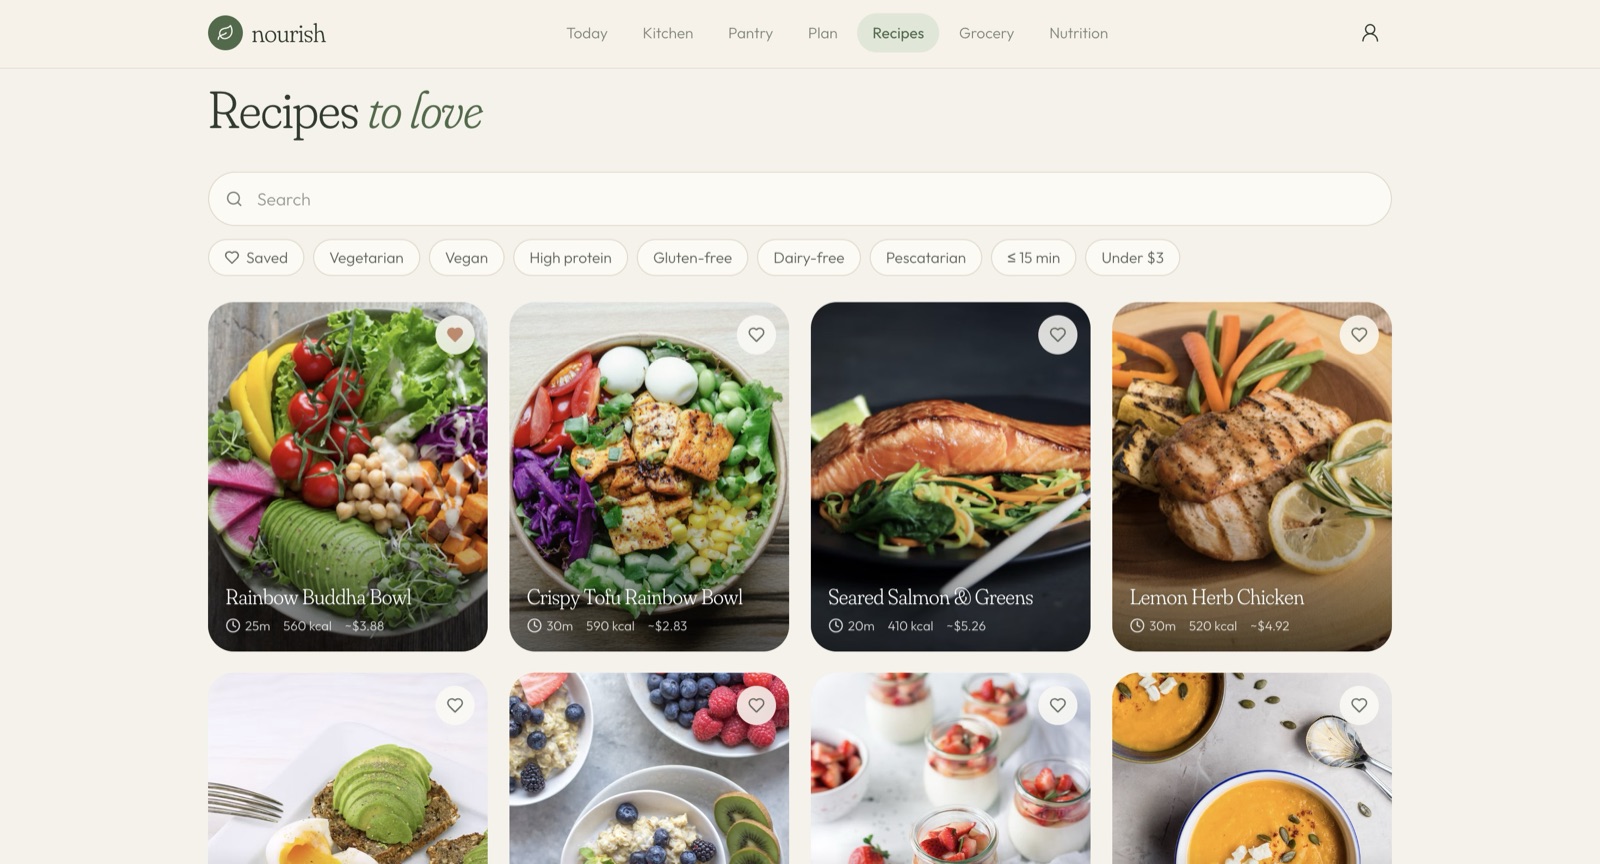 nourish
Today Kitchen Pantry Plan Recipes Grocery Nutrition
Recipes to love
Search
Saved Vegetarian Vegan High protein Gluten-free Dairy-free Pescatarian ≤ 15 min Under $3
Rainbow Buddha Bowl
25m 560 kcal ~$3.88
Crispy Tofu Rainbow Bowl
30m 590 kcal ~$2.83
Seared Salmon & Greens
20m 410 kcal ~$5.26
Lemon Herb Chicken
30m 520 kcal ~$4.92